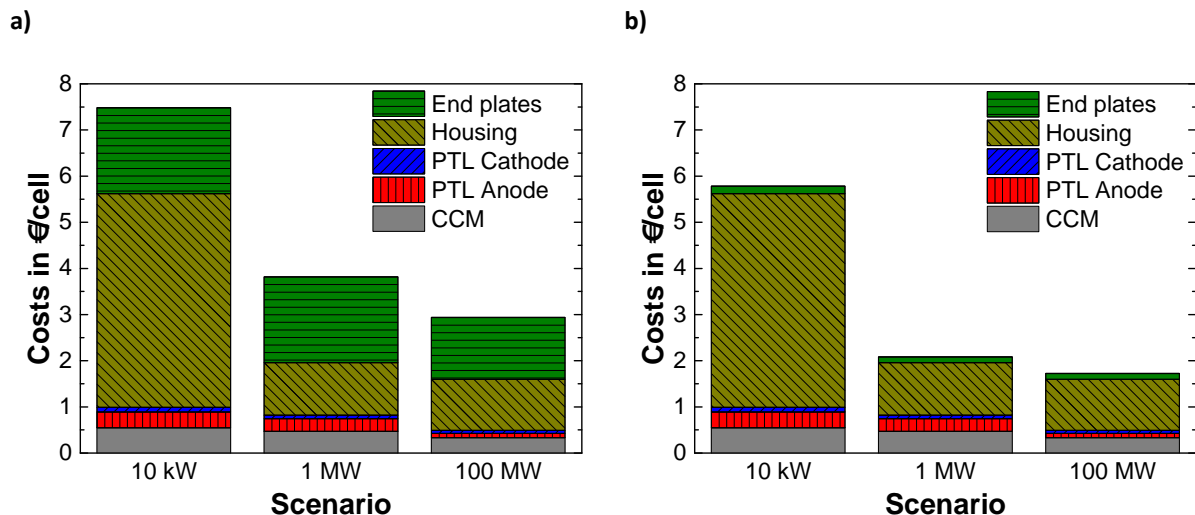 a)
8
7
6
5
4
3
2
1
0
Costs in €/cell
End plates
Housing
PTL Cathode
PTL Anode
CCM
10 kW 1 MW 100 MW
Scenario
b)
8
7
6
5
4
3
2
1
0
Costs in €/cell
End plates
Housing
PTL Cathode
PTL Anode
CCM
10 kW 1 MW 100 MW
Scenario